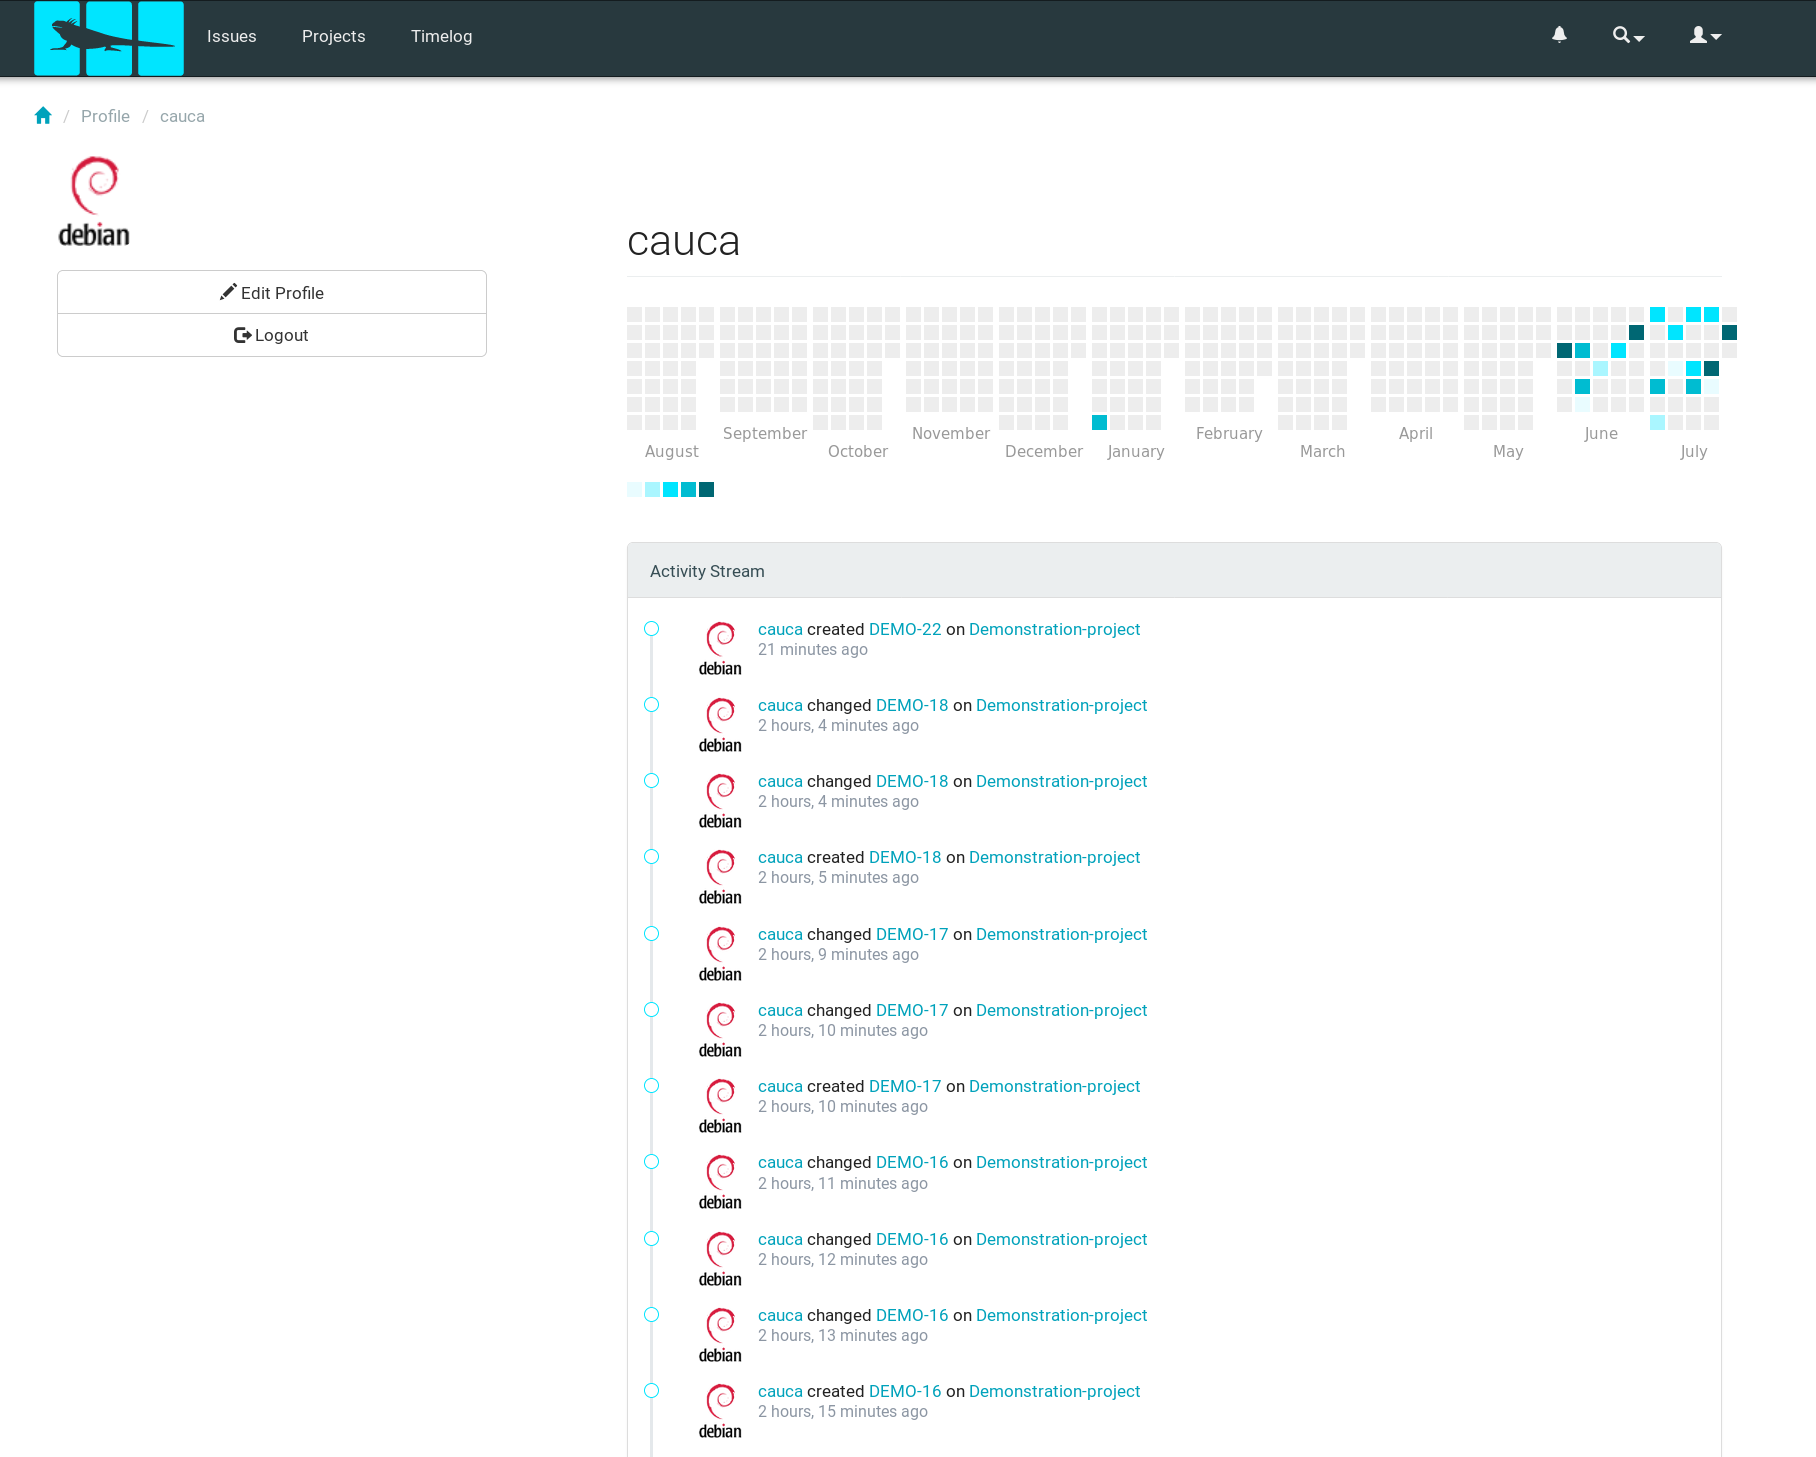 Issues Projects Timelog
/ Profile / cauca
debian
Edit Profile
Logout
cauca
August September October November December January February March April May June July
Activity Stream
cauca created DEMO-22 on Demonstration-project
21 minutes ago
debian
cauca changed DEMO-18 on Demonstration-project
2 hours, 4 minutes ago
debian
cauca changed DEMO-18 on Demonstration-project
2 hours, 4 minutes ago
debian
cauca created DEMO-18 on Demonstration-project
2 hours, 5 minutes ago
debian
cauca changed DEMO-17 on Demonstration-project
2 hours, 9 minutes ago
debian
cauca changed DEMO-17 on Demonstration-project
2 hours, 10 minutes ago
debian
cauca created DEMO-17 on Demonstration-project
2 hours, 10 minutes ago
debian
cauca changed DEMO-16 on Demonstration-project
2 hours, 11 minutes ago
debian
cauca changed DEMO-16 on Demonstration-project
2 hours, 12 minutes ago
debian
cauca changed DEMO-16 on Demonstration-project
2 hours, 13 minutes ago
debian
cauca created DEMO-16 on Demonstration-project
2 hours, 15 minutes ago
debian